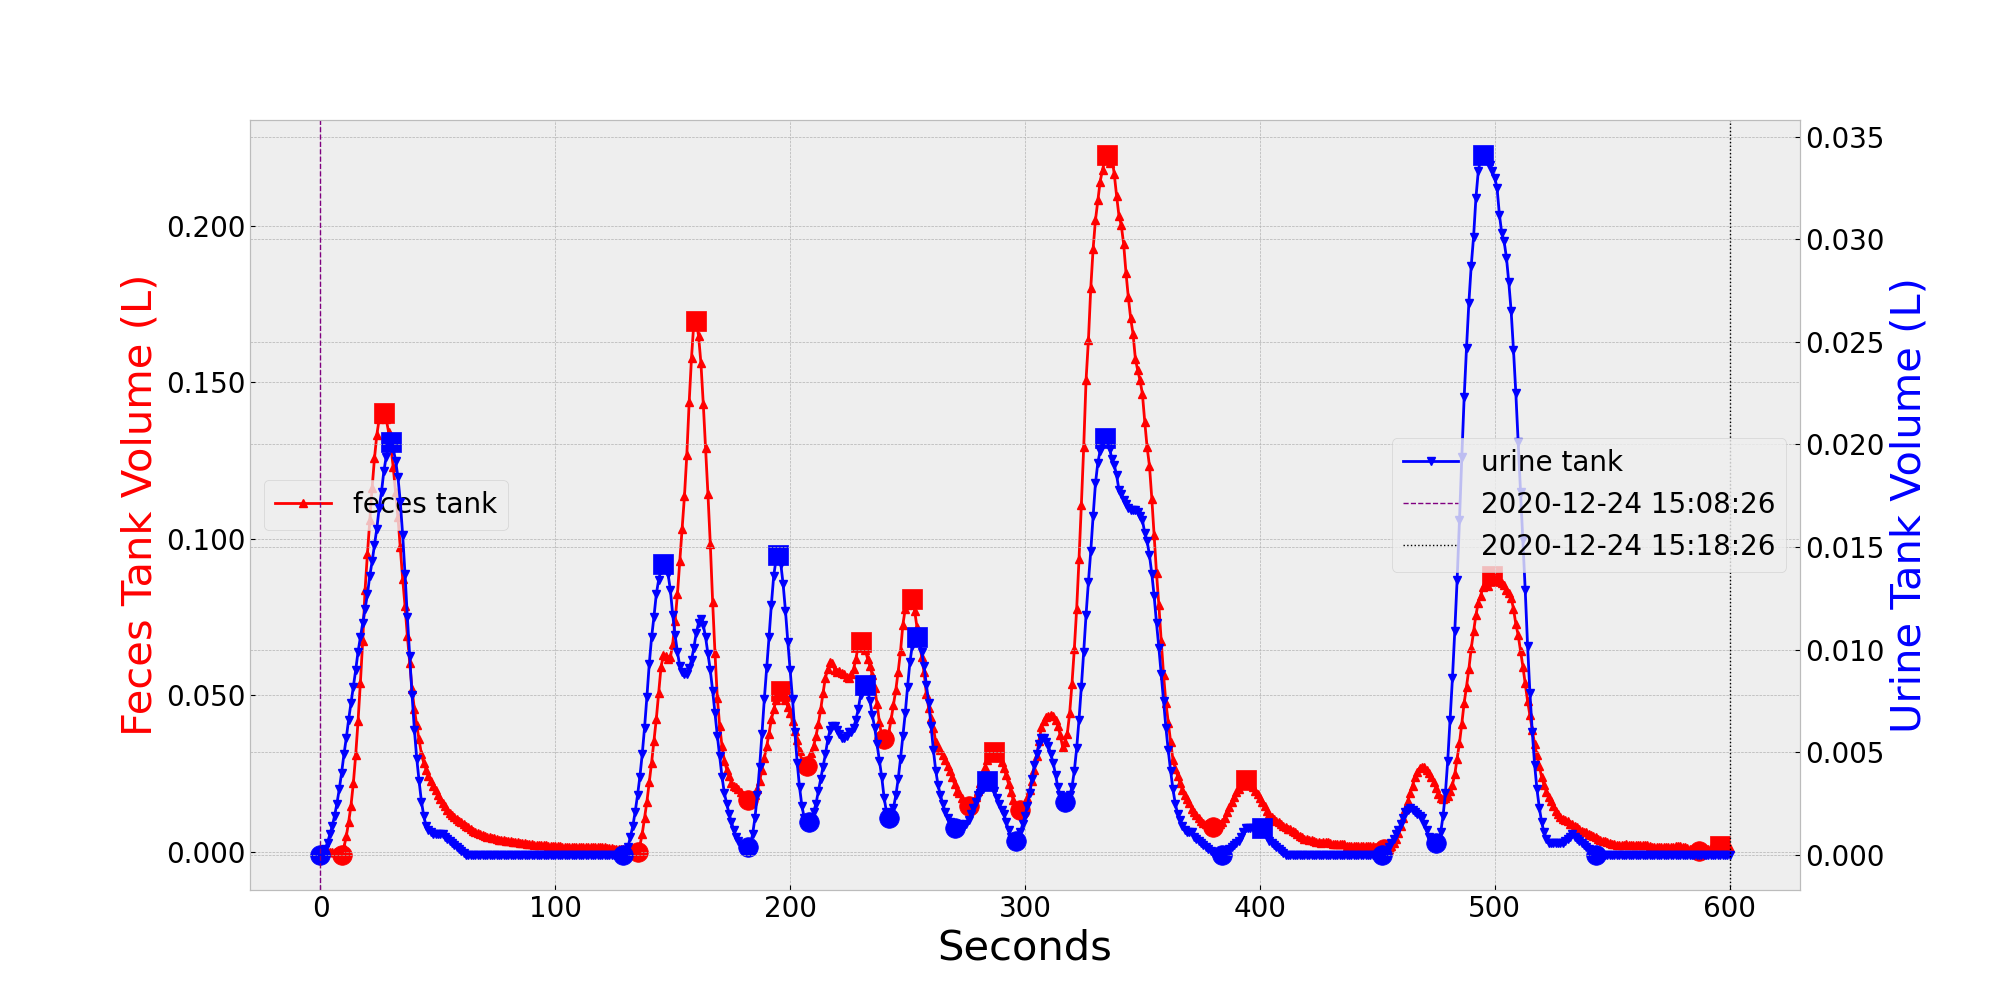 Feces Tank Volume (L)
0.200
0.150
0.100
0.050
0.000
feces tank
0.035
0.030
0.025
0.020
0.015
0.010
0.005
0.000
Urine Tank Volume (L)
urine tank
2020-12-24 15:08:26
2020-12-24 15:18:26
0 100 200 300 400 500 600
Seconds